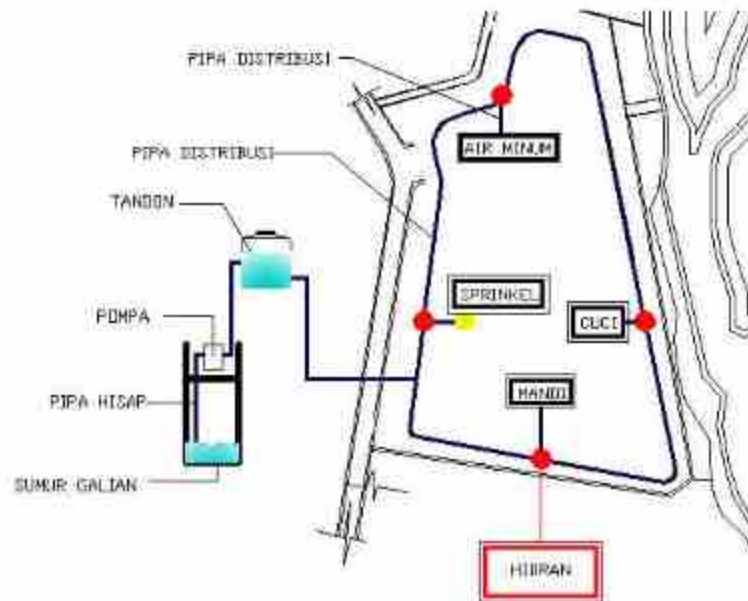 PIPA DISTRIBUSI
AIR MINUM
PIPA DISTRIBUSI
TANDON
SPRINKEL
POMPA
CUCI
MANDI
PIPA HISAP
SUMUR GALIAN
HIDRAN